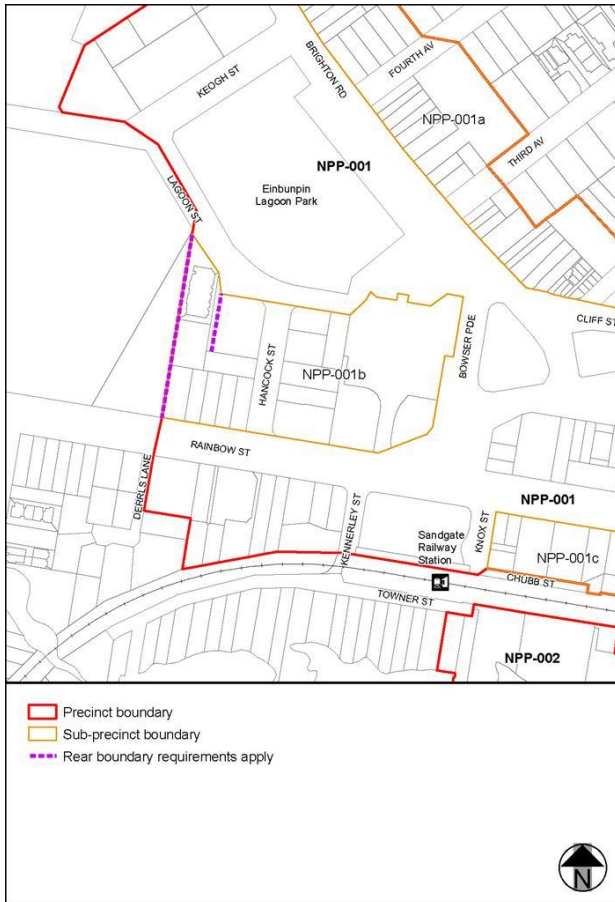 KEOGH ST
BRIGHTON RD
FOURTH AV
NPP-001a
THIRD AV
NPP-001
Einbunpin
Lagoon Park
LAGOON ST
CLIFF ST
BOWSER PDE
HANCOCK ST
NPP-001b
RAINBOW ST
DERRLS LANE
KENNERLEY ST
NPP-001
KNOX ST
Sandgate
Railway
Station
NPP-001c
CHUBB ST
TOWNER ST
NPP-002
Precinct boundary
Sub-precinct boundary
Rear boundary requirements apply
N